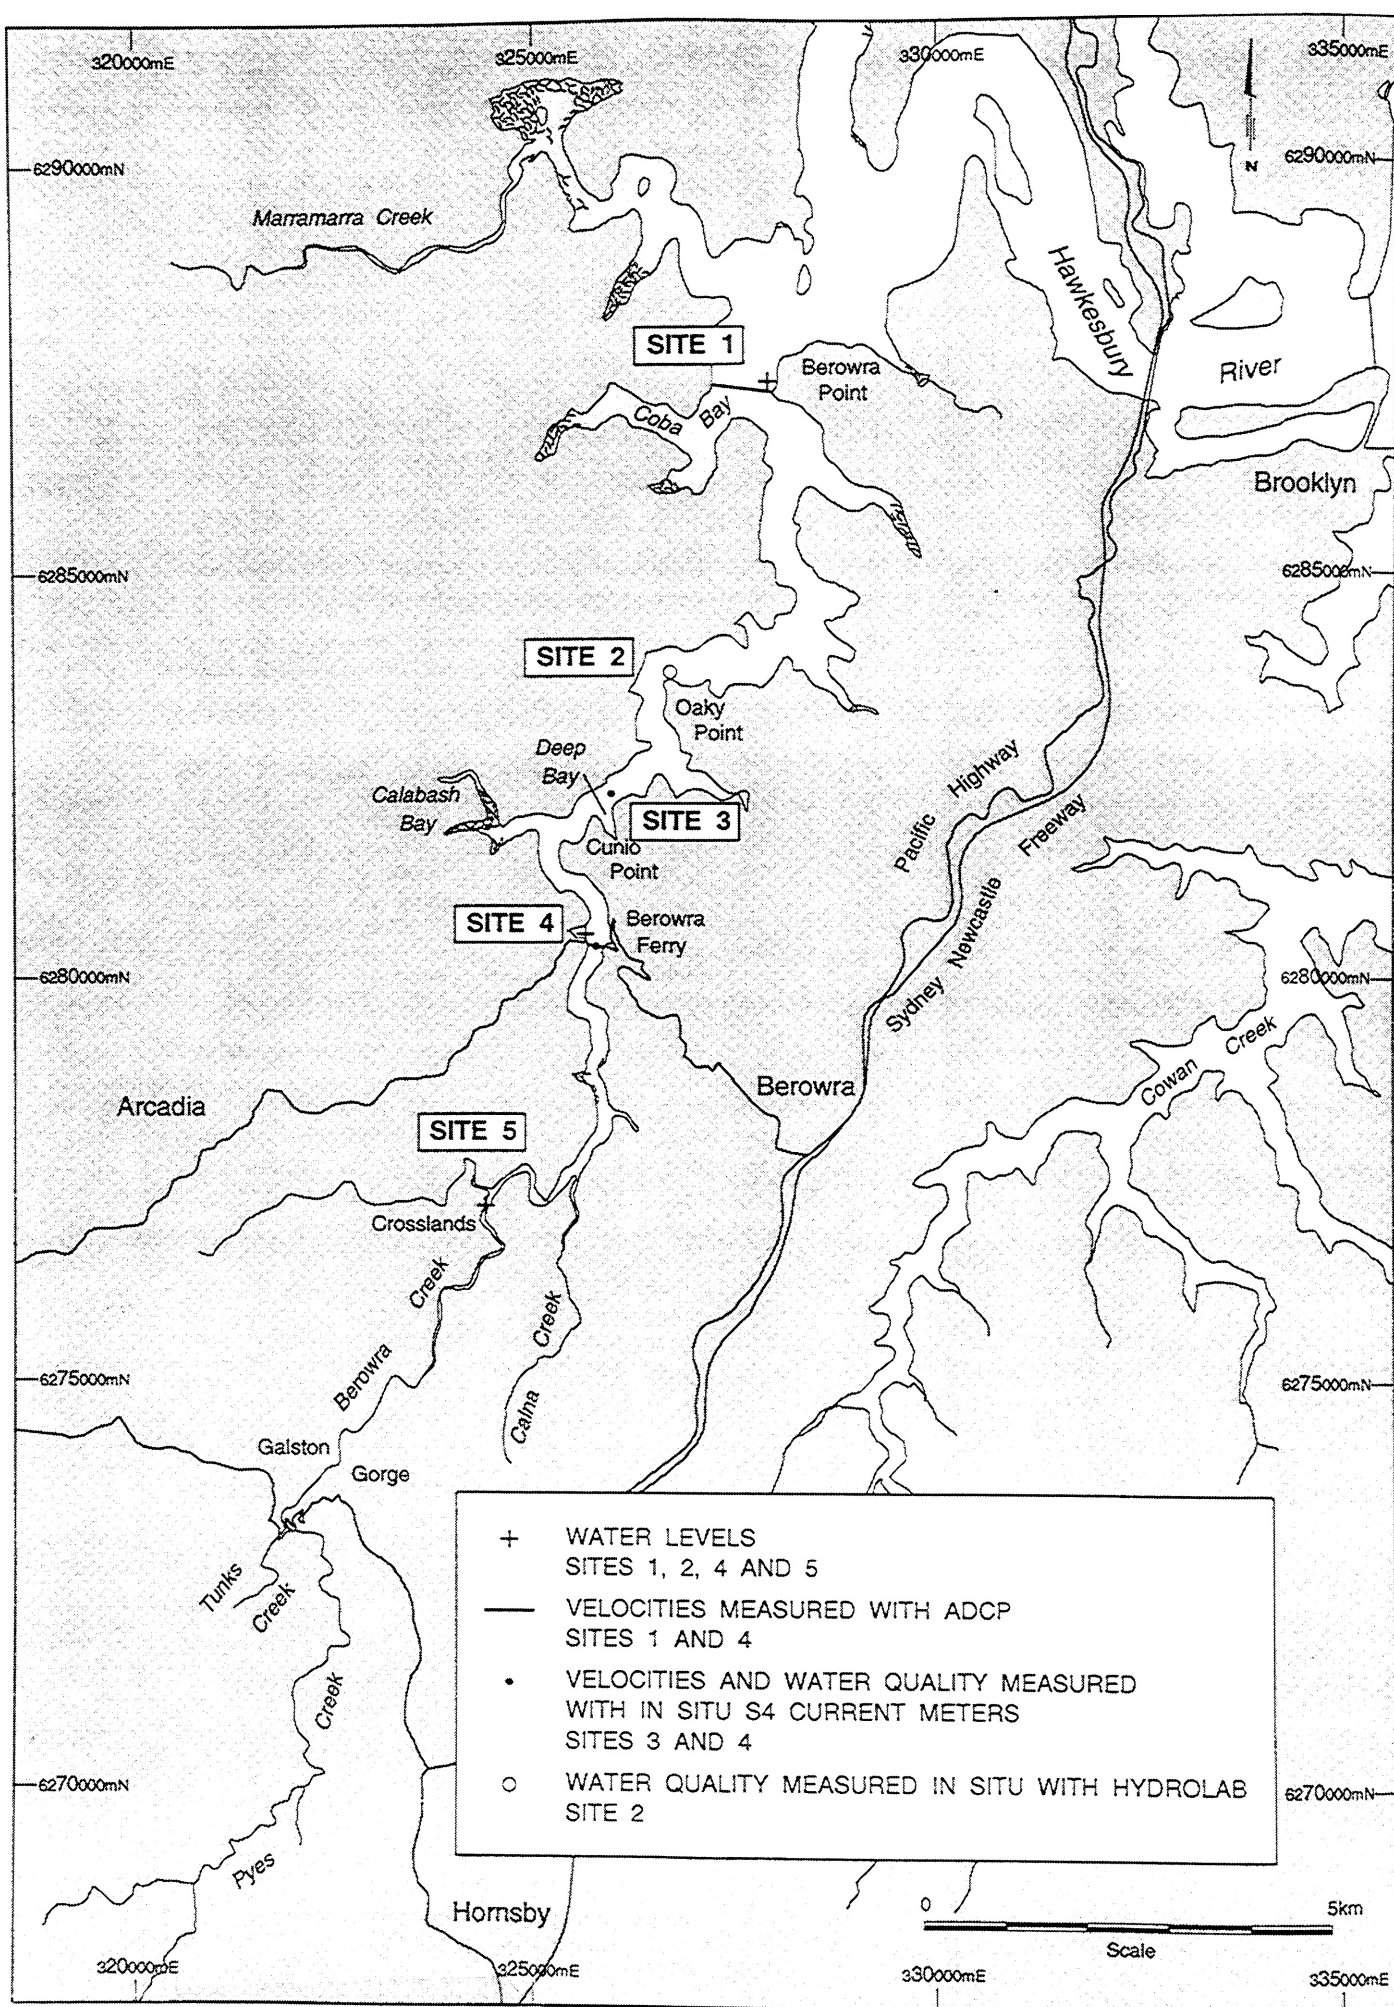 320000mE
325000mE
330000mE
335000mE
N
6290000mN
6290000mN
Marramarra Creek
Hawkesbury
River
SITE 1
Berowra
Point
Coba Bay
Brooklyn
6285000mN
6285000mN
SITE 2
Oaky
Point
Deep
Bay
Calabash
Bay
SITE 3
Cunio
Point
Pacific Highway
Sydney Newcastle Freeway
SITE 4
Berowra
Ferry
6280000mN
6280000mN
Cowan Creek
Berowra
Arcadia
SITE 5
Crosslands
Berowra Creek
Calna Creek
6275000mN
6275000mN
Galston
Gorge
Tunks
Creek
Pyes Creek
+ WATER LEVELS
SITES 1, 2, 4 AND 5
VELOCITIES MEASURED WITH ADCP
SITES 1 AND 4
VELOCITIES AND WATER QUALITY MEASURED
WITH IN SITU S4 CURRENT METERS
SITES 3 AND 4
WATER QUALITY MEASURED IN SITU WITH HYDROLAB
SITE 2
6270000mN
6270000mN
Hornsby
0 5km
Scale
320000mE
325000mE
330000mE
335000mE